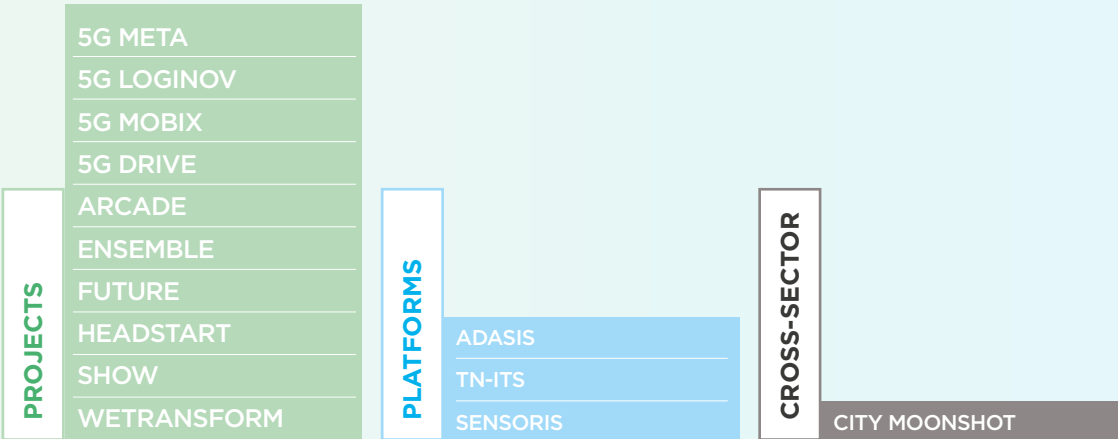 PROJECTS
5G META
5G LOGINOV
5G MOBIX
5G DRIVE
ARCADE
ENSEMBLE
FUTURE
HEADSTART
SHOW
WETRANSFORM
PLATFORMS
ADASIS
TN-ITS
SENSORIS
CROSS-SECTOR
CITY MOONSHOT